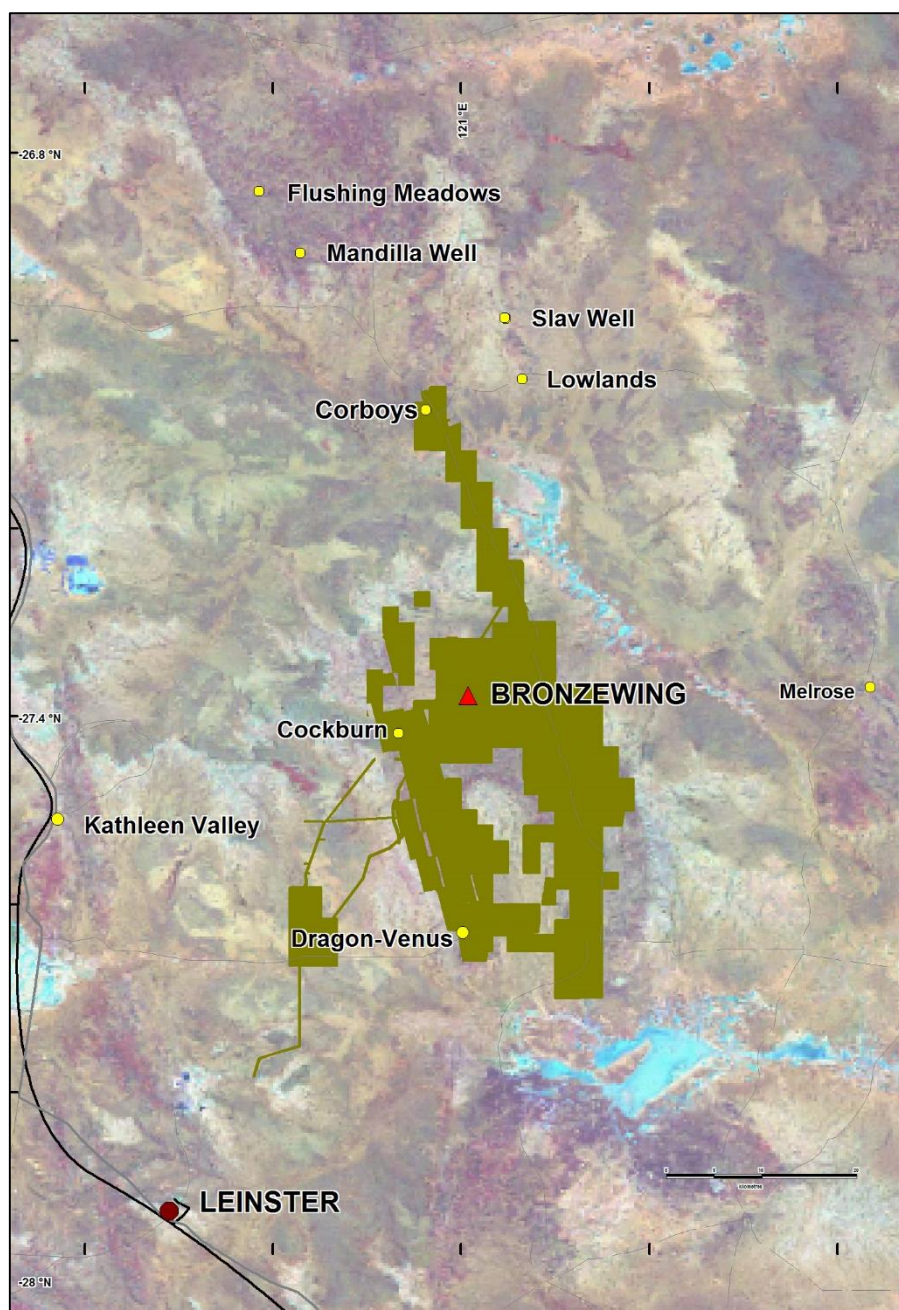 121 °E
-26.8 °N
Flushing Meadows
Mandilla Well
Slav Well
Lowlands
Corboys
BRONZEWING
Melrose
-27.4 °N
Cockburn
Kathleen Valley
Dragon-Venus
LEINSTER
-28 °N